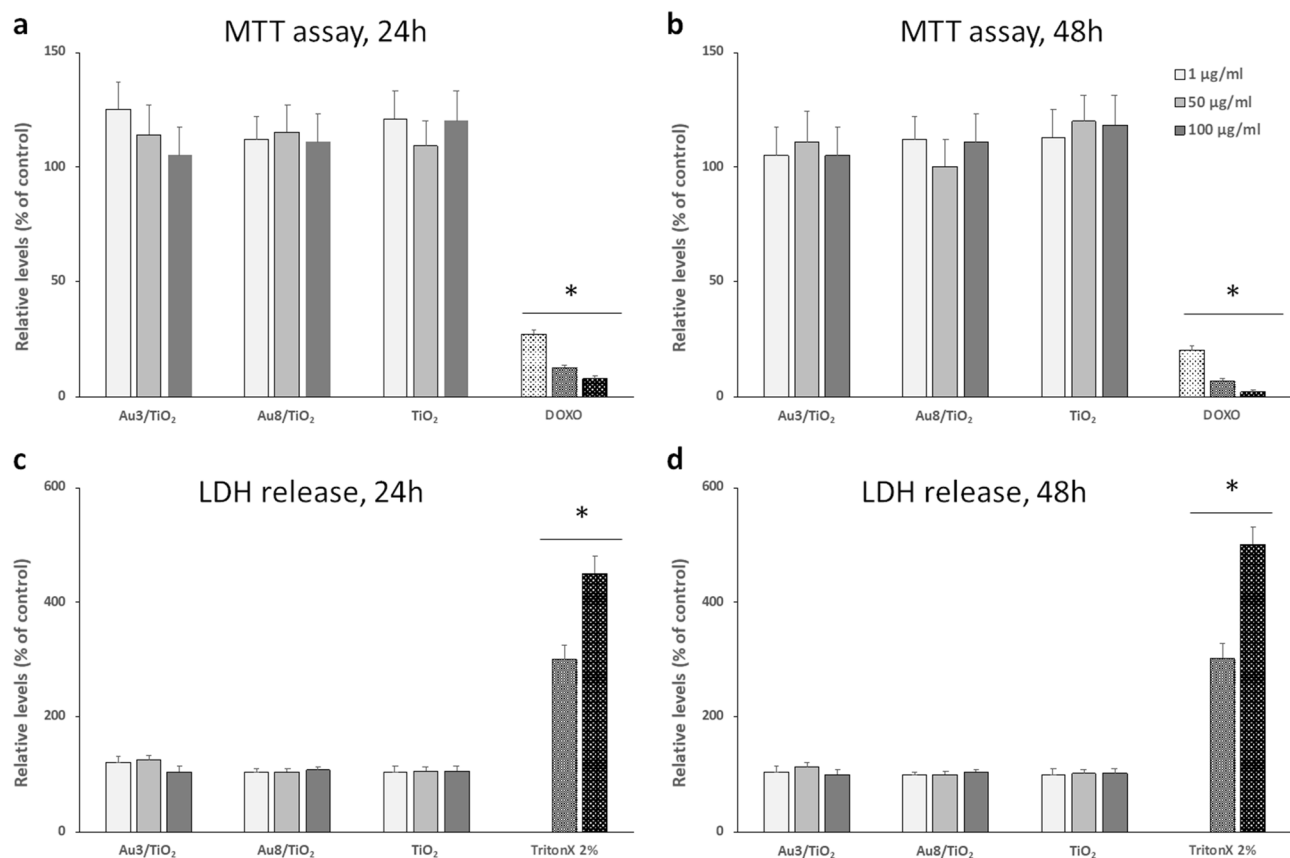 a
MTT assay, 24h
150
100
50
0
Relative levels (% of control)
*
Au3/TiO₂
Au8/TiO₂
TiO₂
DOXO
b
MTT assay, 48h
150
100
50
0
Relative levels (% of control)
1 µg/ml
50 µg/ml
100 µg/ml
*
Au3/TiO₂
Au8/TiO₂
TiO₂
DOXO
c
LDH release, 24h
600
400
200
0
Relative levels (% of control)
*
Au3/TiO₂
Au8/TiO₂
TiO₂
TritonX 2%
d
LDH release, 48h
600
400
200
0
Relative levels (% of control)
*
Au3/TiO₂
Au8/TiO₂
TiO₂
TritonX 2%